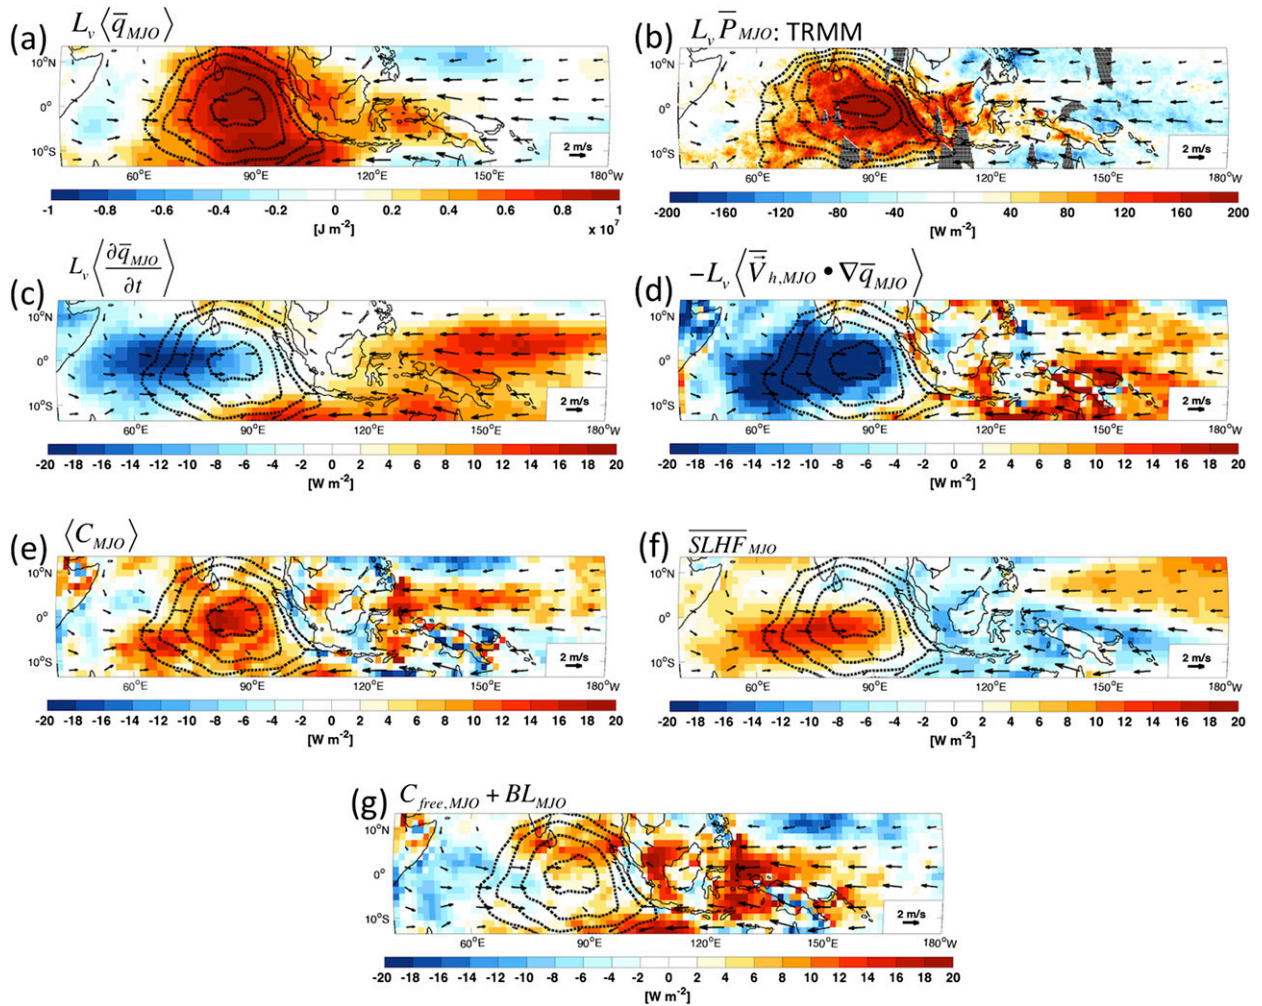 (a) L_v ⟨q̅_MJO⟩
10°N
0°
10°S
2 m/s
60°E 90°E 120°E 150°E 180°W
-1 -0.8 -0.6 -0.4 -0.2 0 0.2 0.4 0.6 0.8 1
[J m⁻²] x 10⁷
(b) L_v P̅_MJO: TRMM
10°N
0°
10°S
2 m/s
60°E 90°E 120°E 150°E 180°W
-200 -160 -120 -80 -40 0 40 80 120 160 200
[W m⁻²]
(c) L_v ⟨∂q̅_MJO/∂t⟩
10°N
0°
10°S
2 m/s
60°E 90°E 120°E 150°E 180°W
-20 -18 -16 -14 -12 -10 -8 -6 -4 -2 0 2 4 6 8 10 12 14 16 18 20
[W m⁻²]
(d) −L_v ⟨V̅⃗_h,MJO • ∇q̅_MJO⟩
10°N
0°
10°S
2 m/s
60°E 90°E 120°E 150°E 180°W
-20 -18 -16 -14 -12 -10 -8 -6 -4 -2 0 2 4 6 8 10 12 14 16 18 20
[W m⁻²]
(e) ⟨C_MJO⟩
10°N
0°
10°S
2 m/s
60°E 90°E 120°E 150°E 180°W
-20 -18 -16 -14 -12 -10 -8 -6 -4 -2 0 2 4 6 8 10 12 14 16 18 20
[W m⁻²]
(f) S̅L̅H̅F̅_MJO
10°N
0°
10°S
2 m/s
60°E 90°E 120°E 150°E 180°W
-20 -18 -16 -14 -12 -10 -8 -6 -4 -2 0 2 4 6 8 10 12 14 16 18 20
[W m⁻²]
(g) C_free,MJO + BL_MJO
10°N
0°
10°S
2 m/s
60°E 90°E 120°E 150°E 180°W
-20 -18 -16 -14 -12 -10 -8 -6 -4 -2 0 2 4 6 8 10 12 14 16 18 20
[W m⁻²]